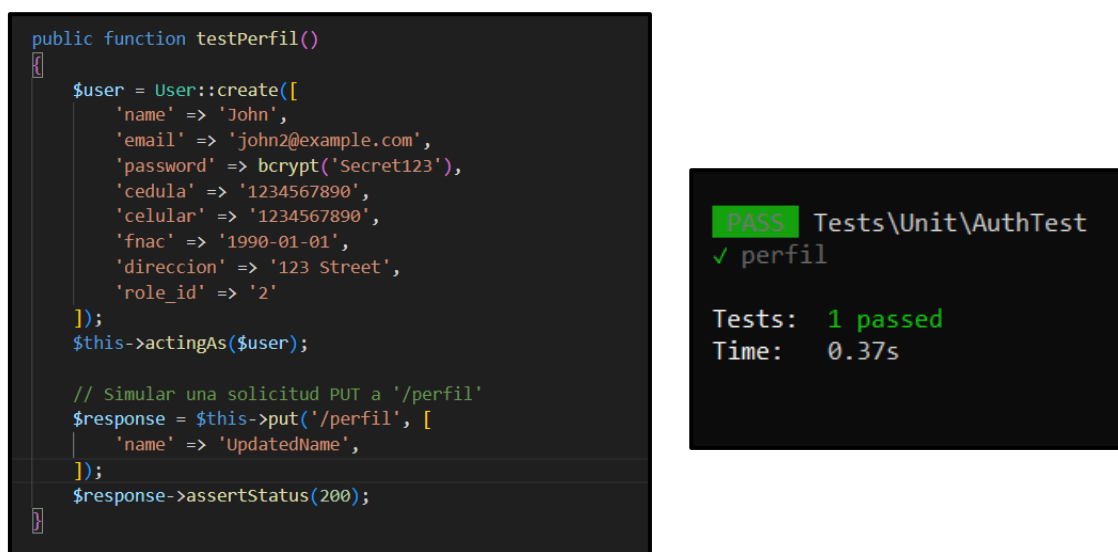 public function testPerfil()
{
    $user = User::create([
        'name' => 'John',
        'email' => 'john2@example.com',
        'password' => bcrypt('Secret123'),
        'cedula' => '1234567890',
        'celular' => '1234567890',
        'fnac' => '1990-01-01',
        'direccion' => '123 Street',
        'role_id' => '2'
    ]);
    $this->actingAs($user);

    // Simular una solicitud PUT a '/perfil'
    $response = $this->put('/perfil', [
        'name' => 'UpdatedName',
    ]);
    $response->assertStatus(200);
}
PASS Tests\Unit\AuthTest
✓ perfil
Tests: 1 passed
Time: 0.37s